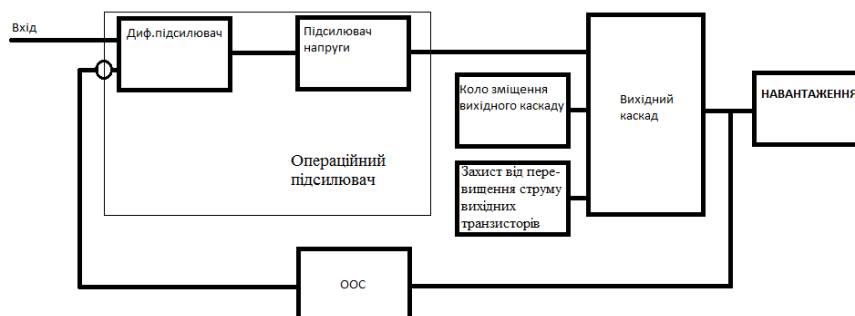 Вхід
Диф.підсилювач
Підсилювач
напруги
Коло зміщення
вихідного каскаду
Вихідний
каскад
НАВАНТАЖЕННЯ
Операційний
підсилювач
Захист від пере-
вищення струму
вихідних
транзисторів
ООС